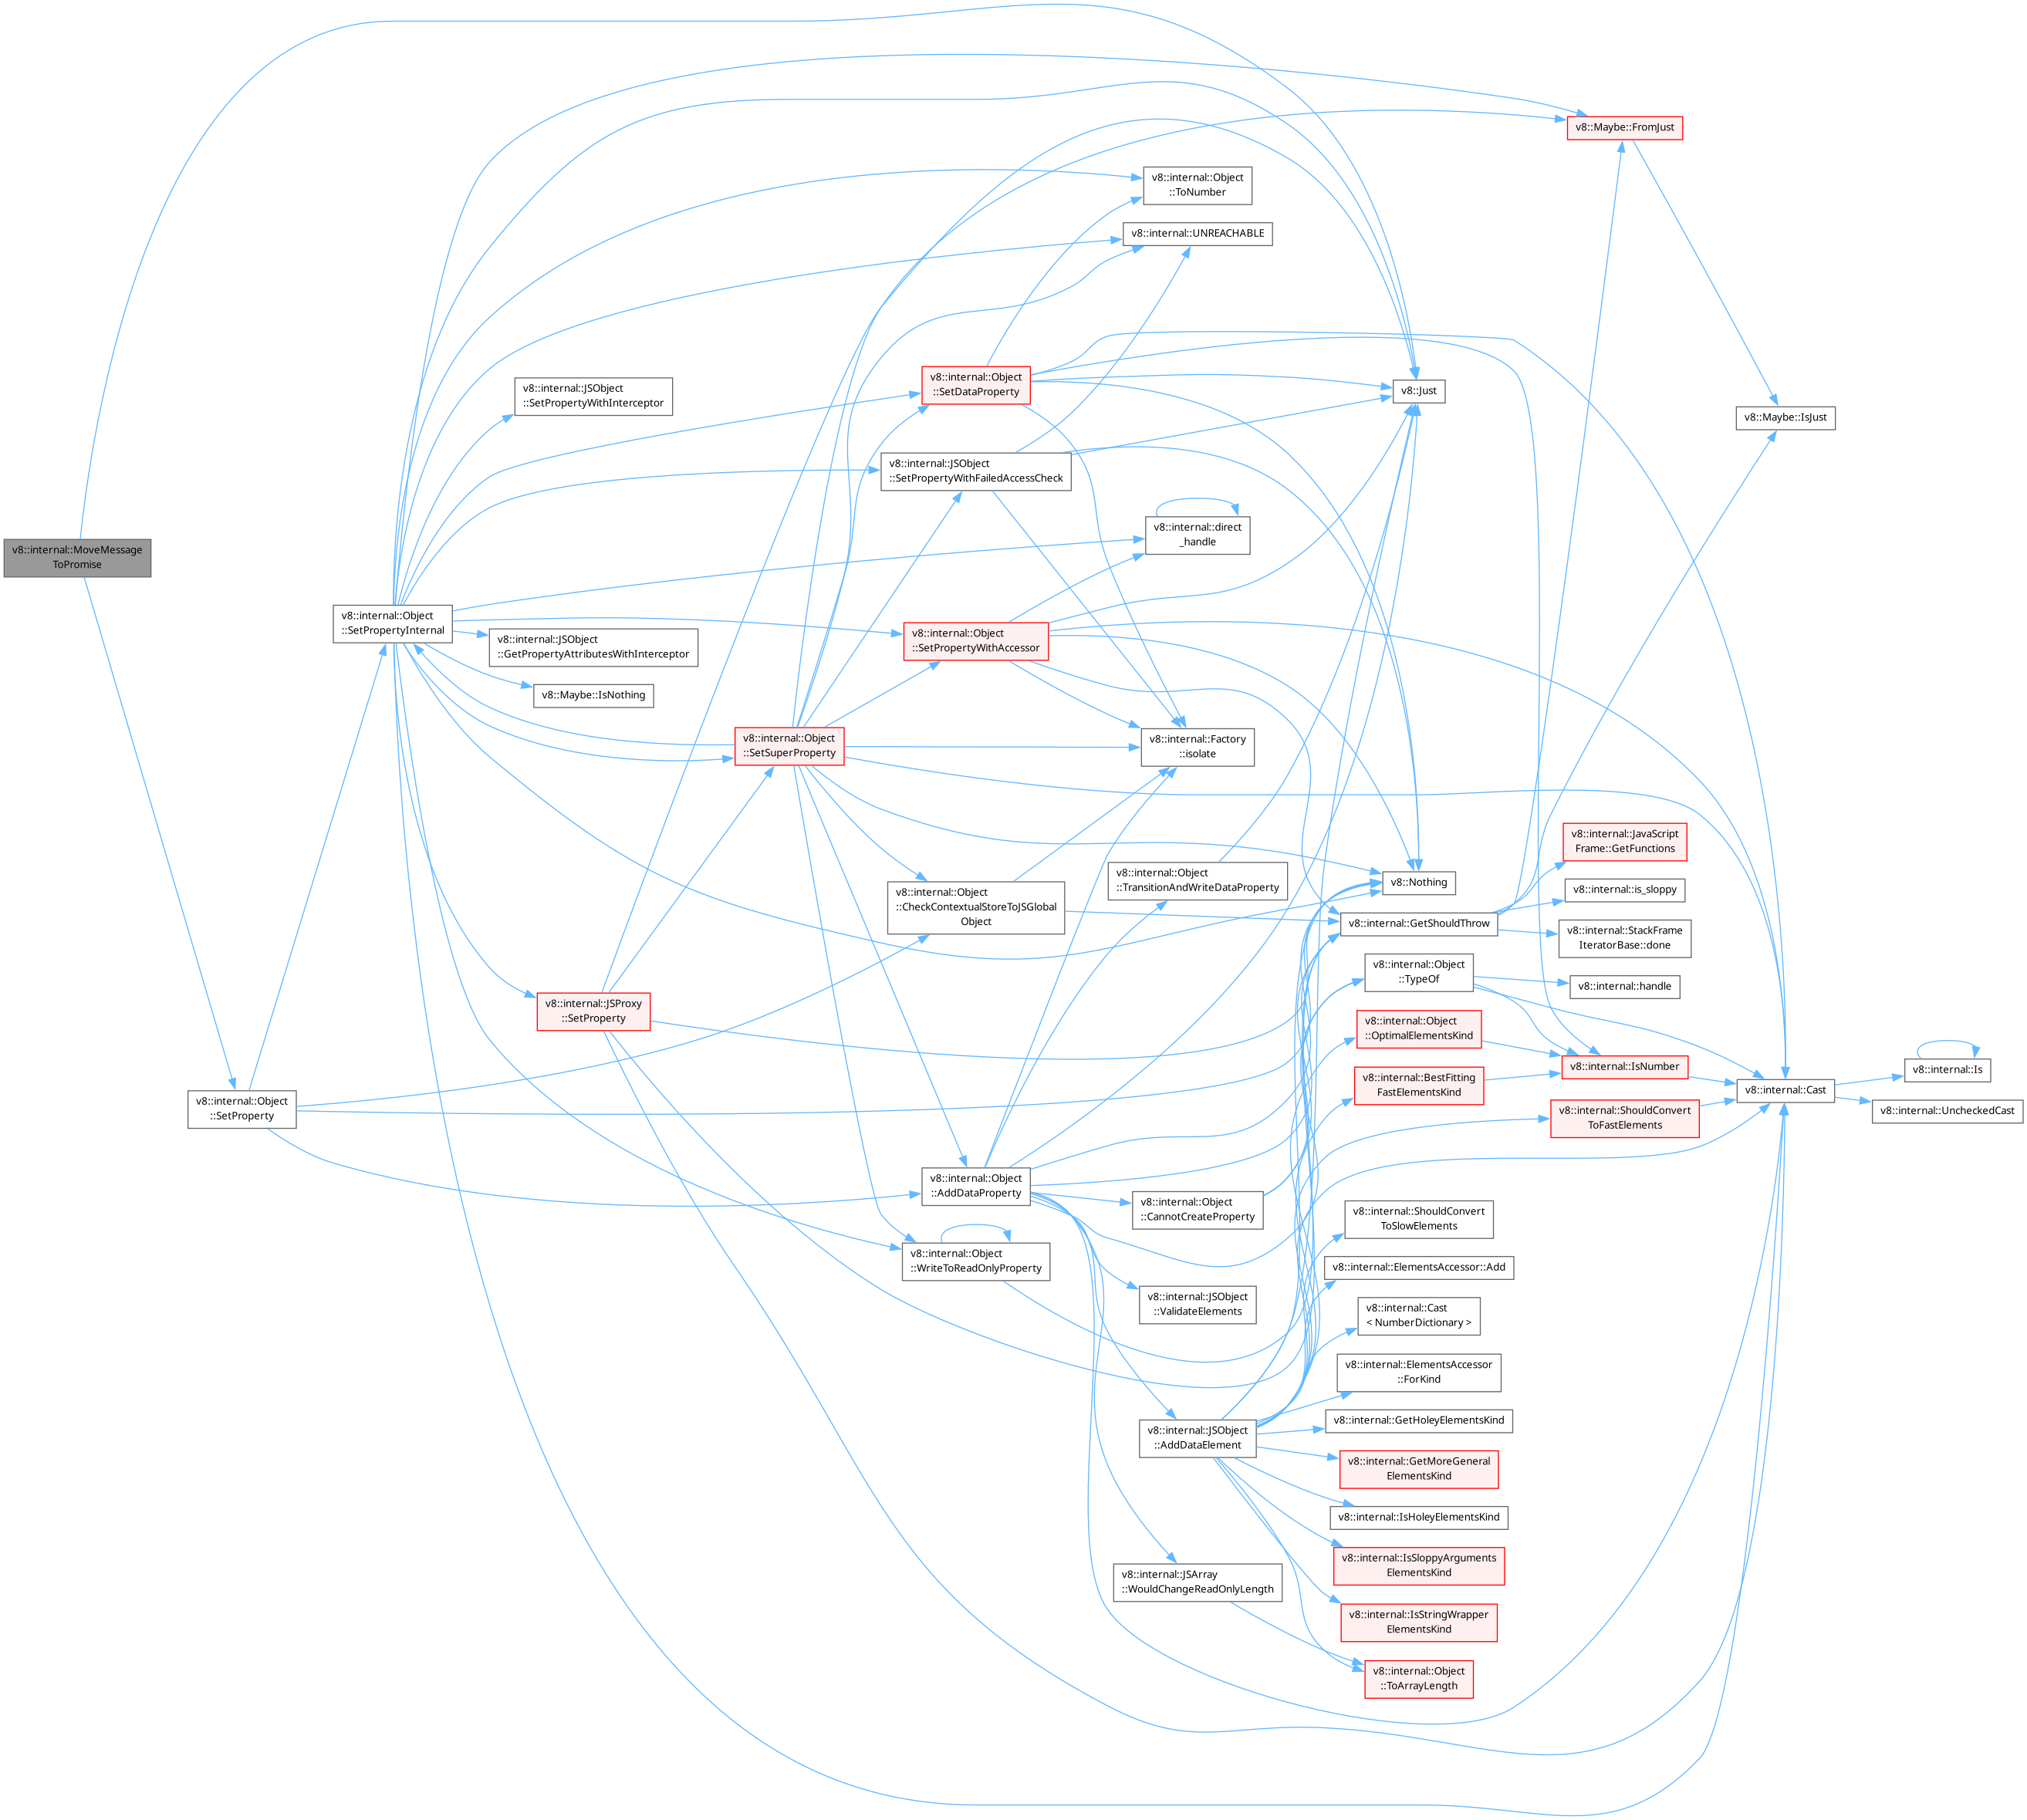 v8::internal::MoveMessage
ToPromise
v8::internal::Object
::SetProperty
v8::internal::Object
::SetPropertyInternal
v8::internal::JSObject
::SetPropertyWithInterceptor
v8::internal::JSObject
::GetPropertyAttributesWithInterceptor
v8::Maybe::IsNothing
v8::internal::JSProxy
::SetProperty
v8::internal::Object
::SetSuperProperty
v8::internal::Object
::SetDataProperty
v8::internal::JSObject
::SetPropertyWithFailedAccessCheck
v8::internal::Object
::SetPropertyWithAccessor
v8::internal::Object
::CheckContextualStoreToJSGlobal
Object
v8::internal::Object
::AddDataProperty
v8::internal::Object
::WriteToReadOnlyProperty
v8::internal::Object
::ToNumber
v8::internal::UNREACHABLE
v8::internal::direct
_handle
v8::internal::Factory
::isolate
v8::internal::Object
::TransitionAndWriteDataProperty
v8::internal::Object
::CannotCreateProperty
v8::internal::JSObject
::ValidateElements
v8::internal::JSObject
::AddDataElement
v8::internal::JSArray
::WouldChangeReadOnlyLength
v8::Just
v8::Nothing
v8::internal::GetShouldThrow
v8::internal::Object
::TypeOf
v8::internal::Object
::OptimalElementsKind
v8::internal::BestFitting
FastElementsKind
v8::internal::ShouldConvert
ToSlowElements
v8::internal::ElementsAccessor::Add
v8::internal::Cast
< NumberDictionary >
v8::internal::ElementsAccessor
::ForKind
v8::internal::GetHoleyElementsKind
v8::internal::GetMoreGeneral
ElementsKind
v8::internal::IsHoleyElementsKind
v8::internal::IsSloppyArguments
ElementsKind
v8::internal::IsStringWrapper
ElementsKind
v8::internal::Object
::ToArrayLength
v8::Maybe::FromJust
v8::internal::JavaScript
Frame::GetFunctions
v8::internal::is_sloppy
v8::internal::StackFrame
IteratorBase::done
v8::internal::handle
v8::internal::IsNumber
v8::internal::ShouldConvert
ToFastElements
v8::Maybe::IsJust
v8::internal::Cast
v8::internal::Is
v8::internal::UncheckedCast